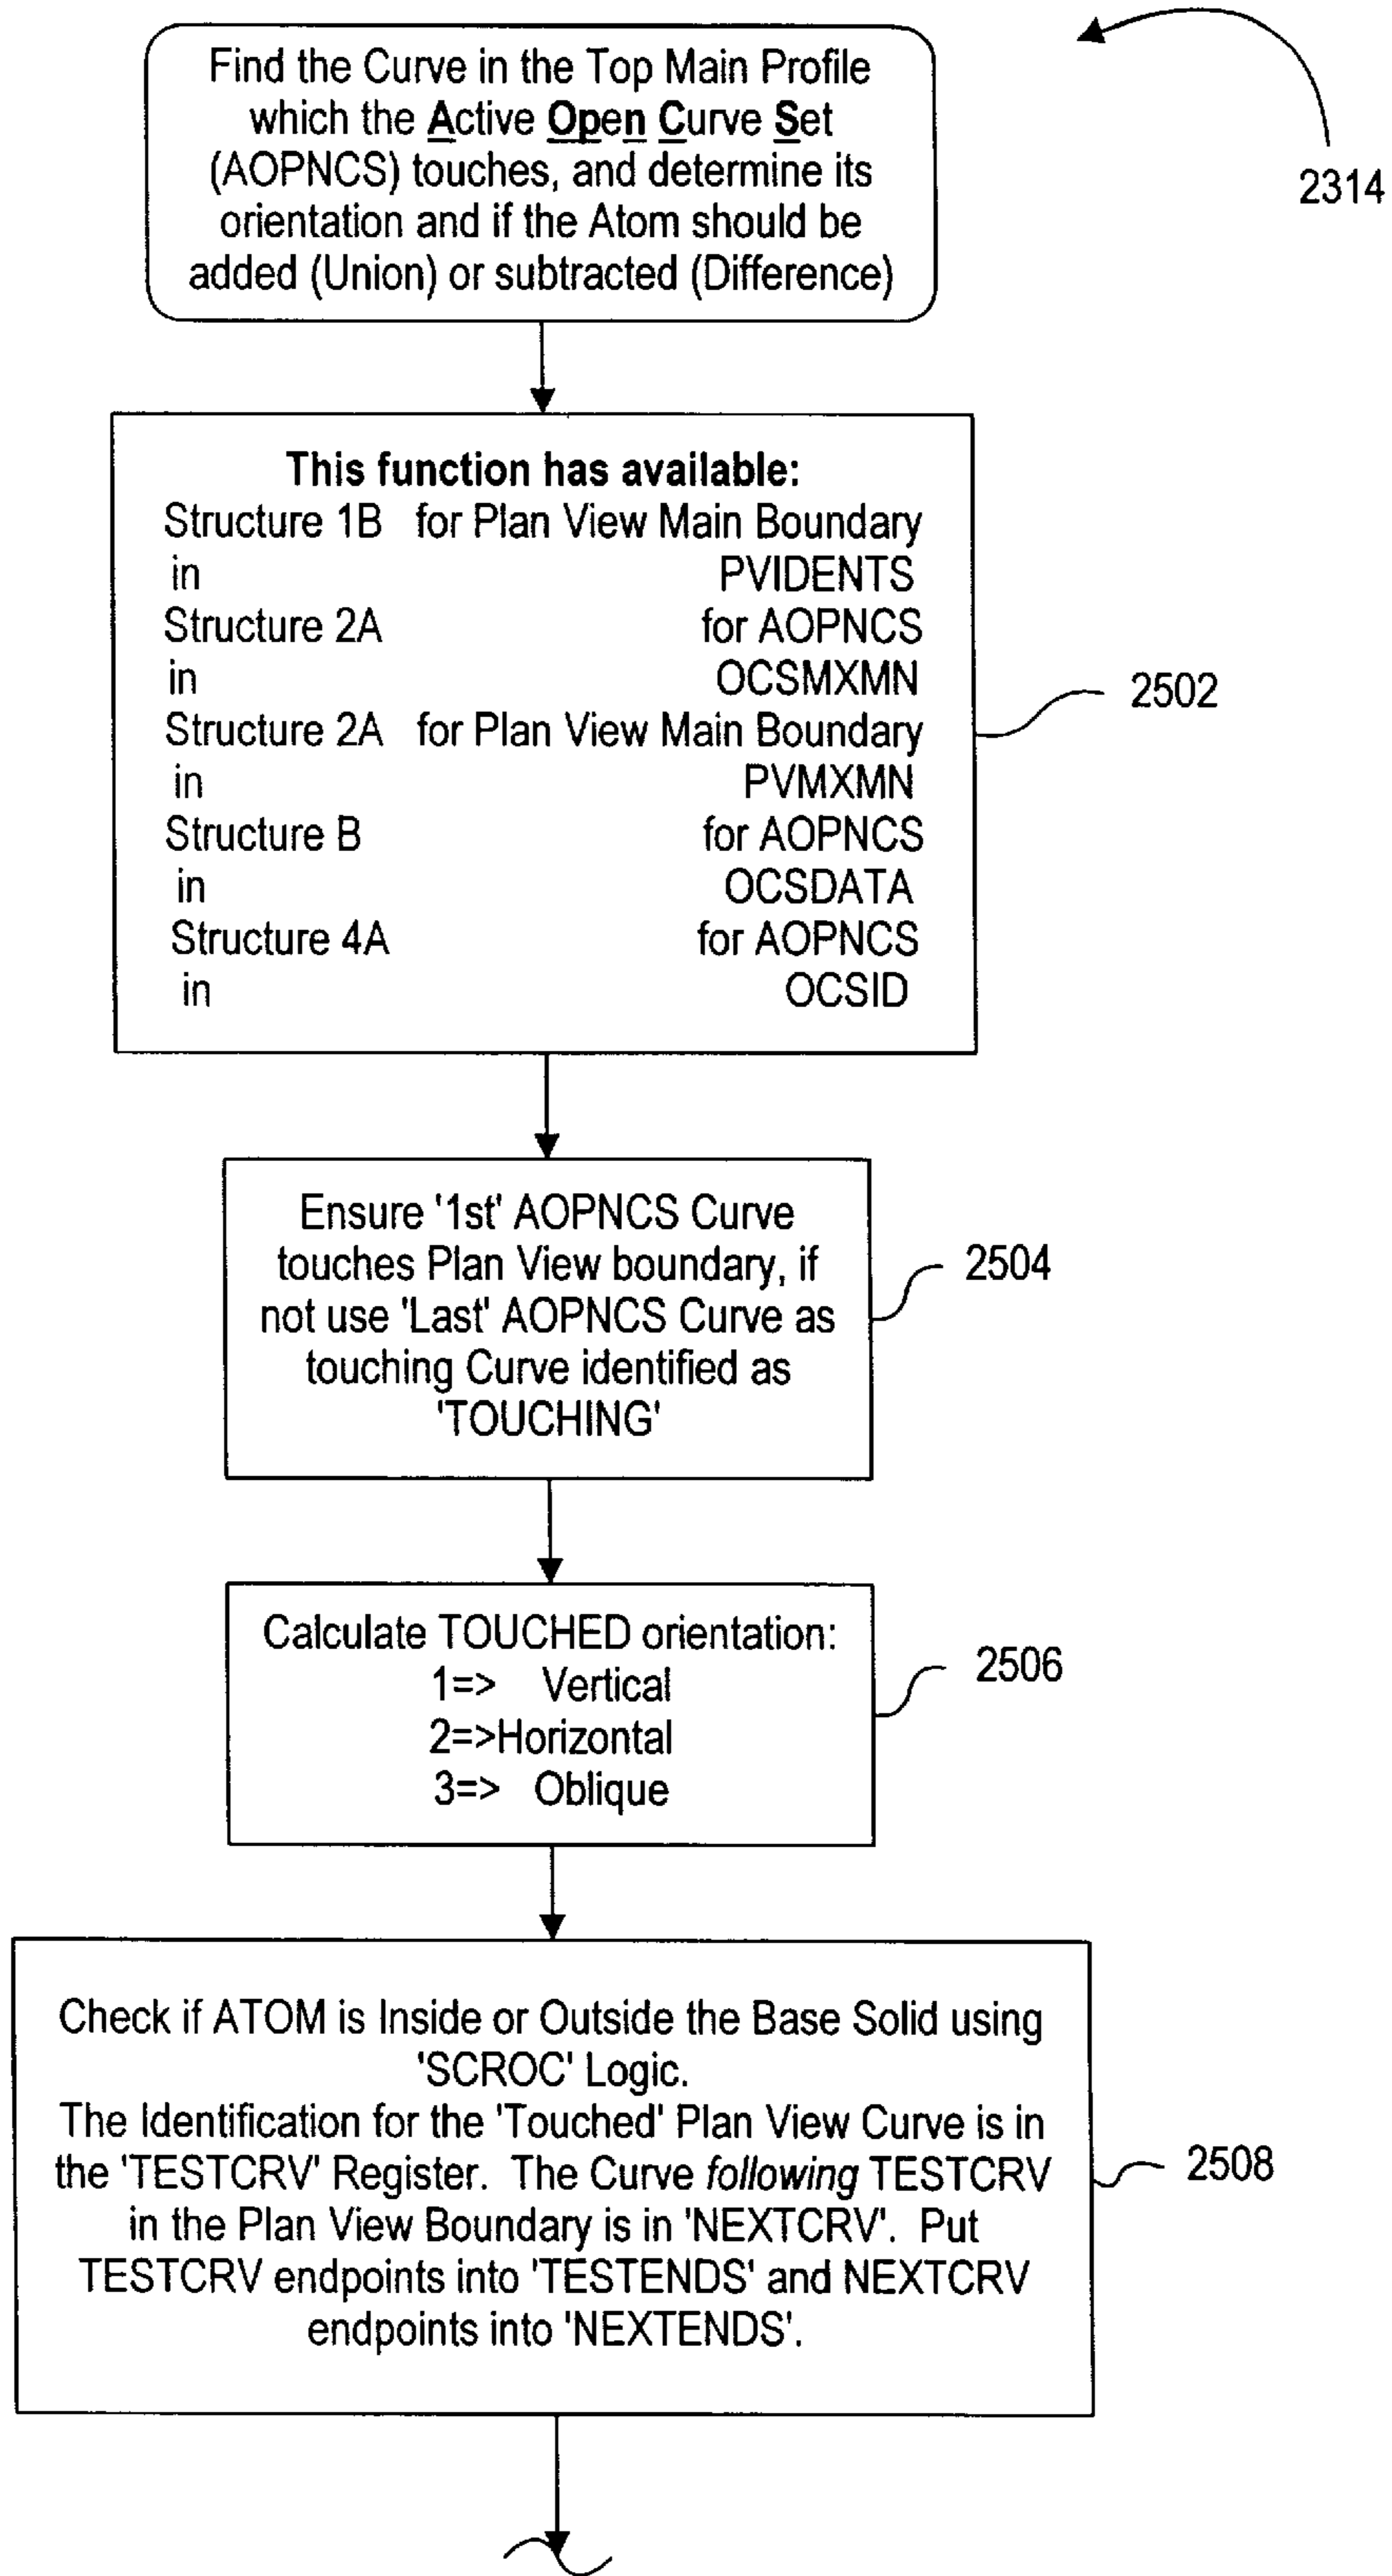 Find the Curve in the Top Main Profile
which the Active Open Curve Set
(AOPNCS) touches, and determine its
orientation and if the Atom should be
added (Union) or subtracted (Difference)
2314
This function has available:
Structure 1B for Plan View Main Boundary
in PVIDENTS
Structure 2A for AOPNCS
in OCSMXMN
Structure 2A for Plan View Main Boundary
in PVMXMN
Structure B for AOPNCS
in OCSDATA
Structure 4A for AOPNCS
in OCSID
2502
Ensure '1st' AOPNCS Curve
touches Plan View boundary, if
not use 'Last' AOPNCS Curve as
touching Curve identified as
'TOUCHING'
2504
Calculate TOUCHED orientation:
1=> Vertical
2=>Horizontal
3=> Oblique
2506
Check if ATOM is Inside or Outside the Base Solid using
'SCROC' Logic.
The Identification for the 'Touched' Plan View Curve is in
the 'TESTCRV' Register. The Curve following TESTCRV
in the Plan View Boundary is in 'NEXTCRV'. Put
TESTCRV endpoints into 'TESTENDS' and NEXTCRV
endpoints into 'NEXTENDS'.
2508